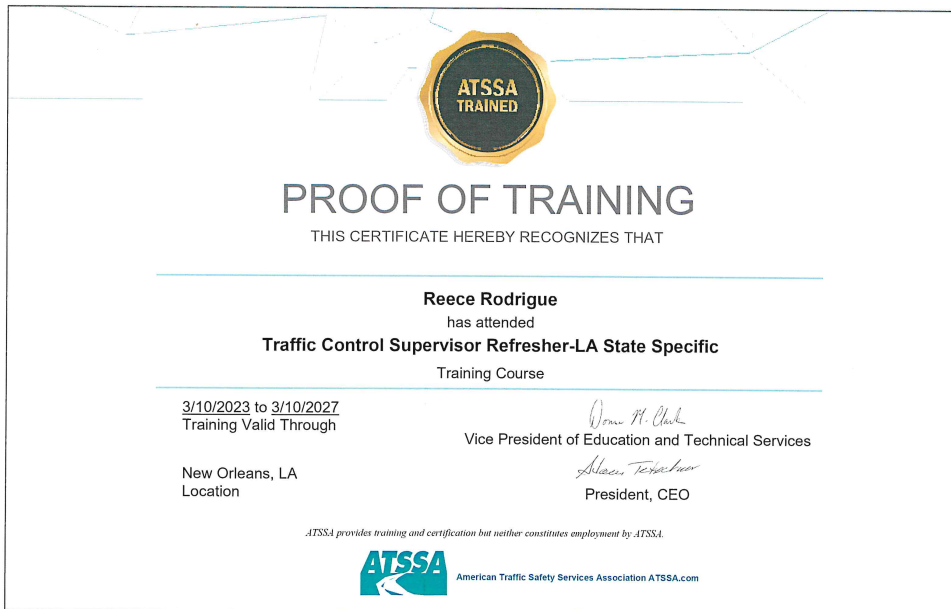 ATSSA
TRAINED
PROOF OF TRAINING
THIS CERTIFICATE HEREBY RECOGNIZES THAT
Reece Rodrigue
has attended
Traffic Control Supervisor Refresher-LA State Specific
Training Course
3/10/2023 to 3/10/2027
Training Valid Through
New Orleans, LA
Location
Donna M. Clark
Vice President of Education and Technical Services
President, CEO
ATSSA provides training and certification but neither constitutes employment by ATSSA.
ATSSA
American Traffic Safety Services Association ATSSA.com